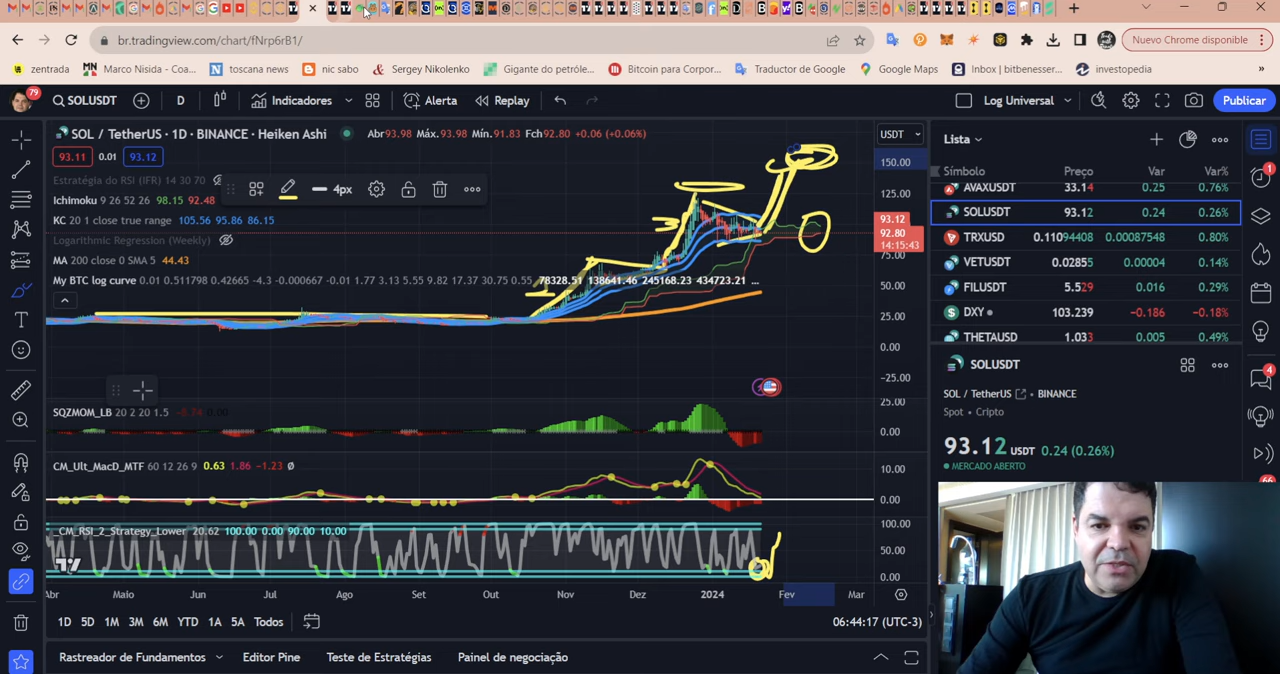 br.tradingview.com/chart/fNrp6rB1/
Nuevo Chrome disponible
zentrada
MN Marco Nisida - Coa...
N toscana news
nic sabo
Sergey Nikolenko
Gigante do petróle...
Bitcoin para Corpor...
Traductor de Google
Google Maps
Inbox | bitbenesser...
investopedia
»
79
SOLUSDT
D
Indicadores
Alerta
Replay
Log Universal
Publicar
SOL / TetherUS · 1D · BINANCE · Heiken Ashi
Abr93.98 Máx.93.98 Mín.91.83 Fch92.80 +0.06 (+0.06%)
93.11 0.01 93.12
Estratégia do RSI (IFR) 14 30 70
4px
Ichimoku 9 26 52 26 98.15 92.48
KC 20 1 close true range 105.56 95.86 86.15
Logarithmic Regression (Weekly)
MA 200 close 0 SMA 5 44.43
My BTC log curve 0.01 0.511798 0.42665 -4.3 -0.000667 -0.01 1.77 3.13 5.55 9.82 17.37 30.75 0.55 78328.51 138641.46 245168.23 434723.21 ...
USDT
150.00
125.00
93.12
92.80
14:15:43
75.00
50.00
25.00
0.00
−25.00
SQZMOM_LB 20 2 20 1.5 −8.74 0.00
25.00
0.00
CM_Ult_MacD_MTF 60 12 26 9 0.63 1.86 −1.23 Ø
10.00
0.00
_CM_RSI_2_Strategy_Lower 20.62 100.00 0.00 90.00 10.00
100.00
50.00
0.00
Abr Maio Jun Jul Ago Set Out Nov Dez 2024 Fev Mar
1D 5D 1M 3M 6M YTD 1A 5A Todos
06:44:17 (UTC-3)
Rastreador de Fundamentos
Editor Pine
Teste de Estratégias
Painel de negociação
Lista
Símbolo Preço Var Var%
AVAXUSDT 33.14 0.25 0.76%
SOLUSDT 93.12 0.24 0.26%
TRXUSD 0.11094408 0.00087548 0.80%
VETUSDT 0.02855 0.00004 0.14%
FILUSDT 5.529 0.016 0.29%
DXY 103.239 −0.186 −0.18%
THETAUSD 1.033 0.005 0.49%
SOLUSDT
SOL / TetherUS · BINANCE
Spot · Cripto
93.12 USDT 0.24 (0.26%)
MERCADO ABERTO
1
4
66